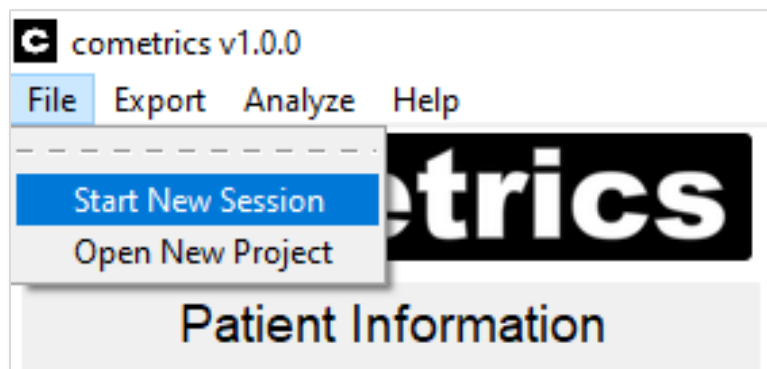 C cometrics v1.0.0
File Export Analyze Help
etrics
Start New Session
Open New Project
Patient Information